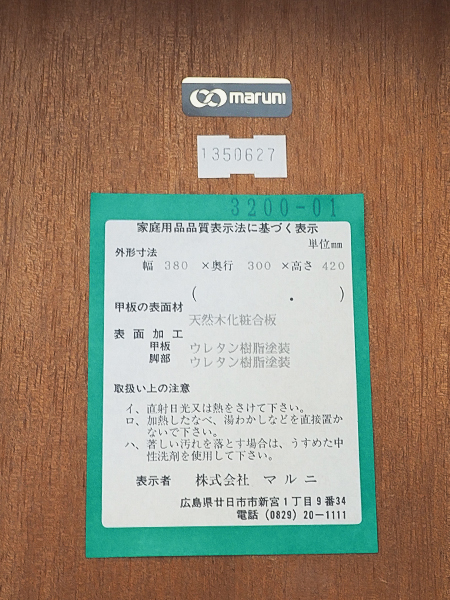 maruni
1350627
3200-01
家庭用品品質表示法に基づく表示
単位mm
外形寸法
幅 380 ×奥行 300 ×高さ 420
( . )
甲板の表面材
天然木化粧合板
表面加工
甲板 ウレタン樹脂塗装
脚部 ウレタン樹脂塗装
取扱い上の注意
イ、直射日光又は熱をさけて下さい。
ロ、加熱したなべ、湯わかしなどを直接置か
ないで下さい。
ハ、著しい汚れを落とす場合は、うすめた中
性洗剤を使用して下さい。
表示者 株式会社 マルニ
広島県廿日市市新宮1丁目9番34
電話 (0829) 20-1111